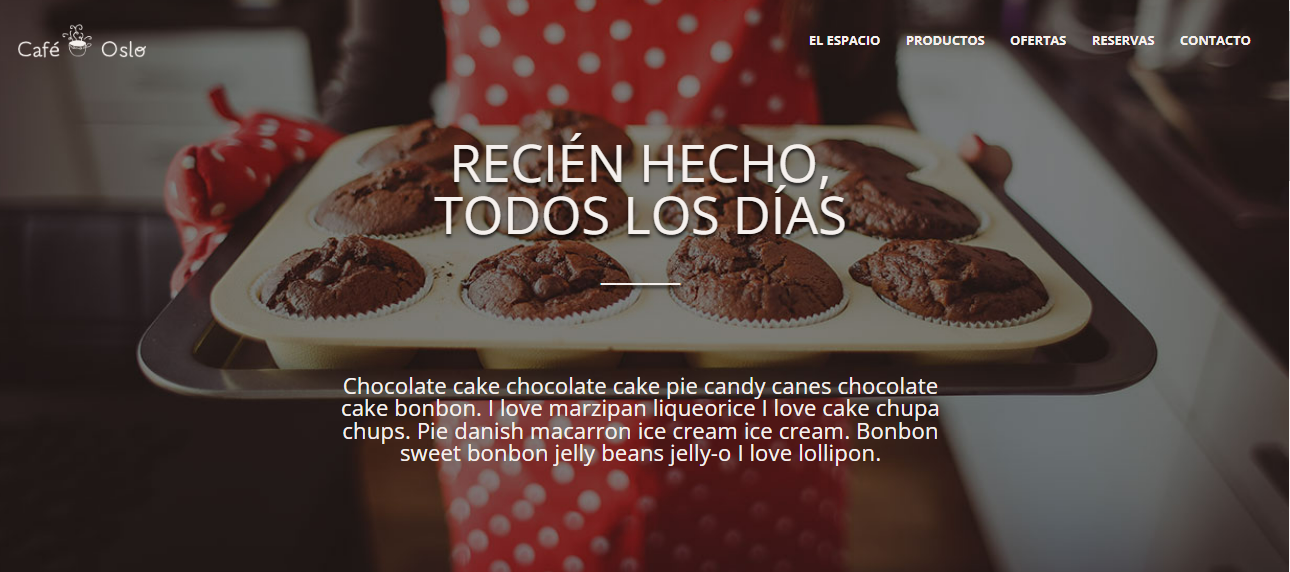 Café Oslo
EL ESPACIO PRODUCTOS OFERTAS RESERVAS CONTACTO
RECIÉN HECHO,
TODOS LOS DÍAS
Chocolate cake chocolate cake pie candy canes chocolate
cake bonbon. I love marzipan liqueorice I love cake chupa
chups. Pie danish macarron ice cream ice cream. Bonbon
sweet bonbon jelly beans jelly-o I love lollipon.